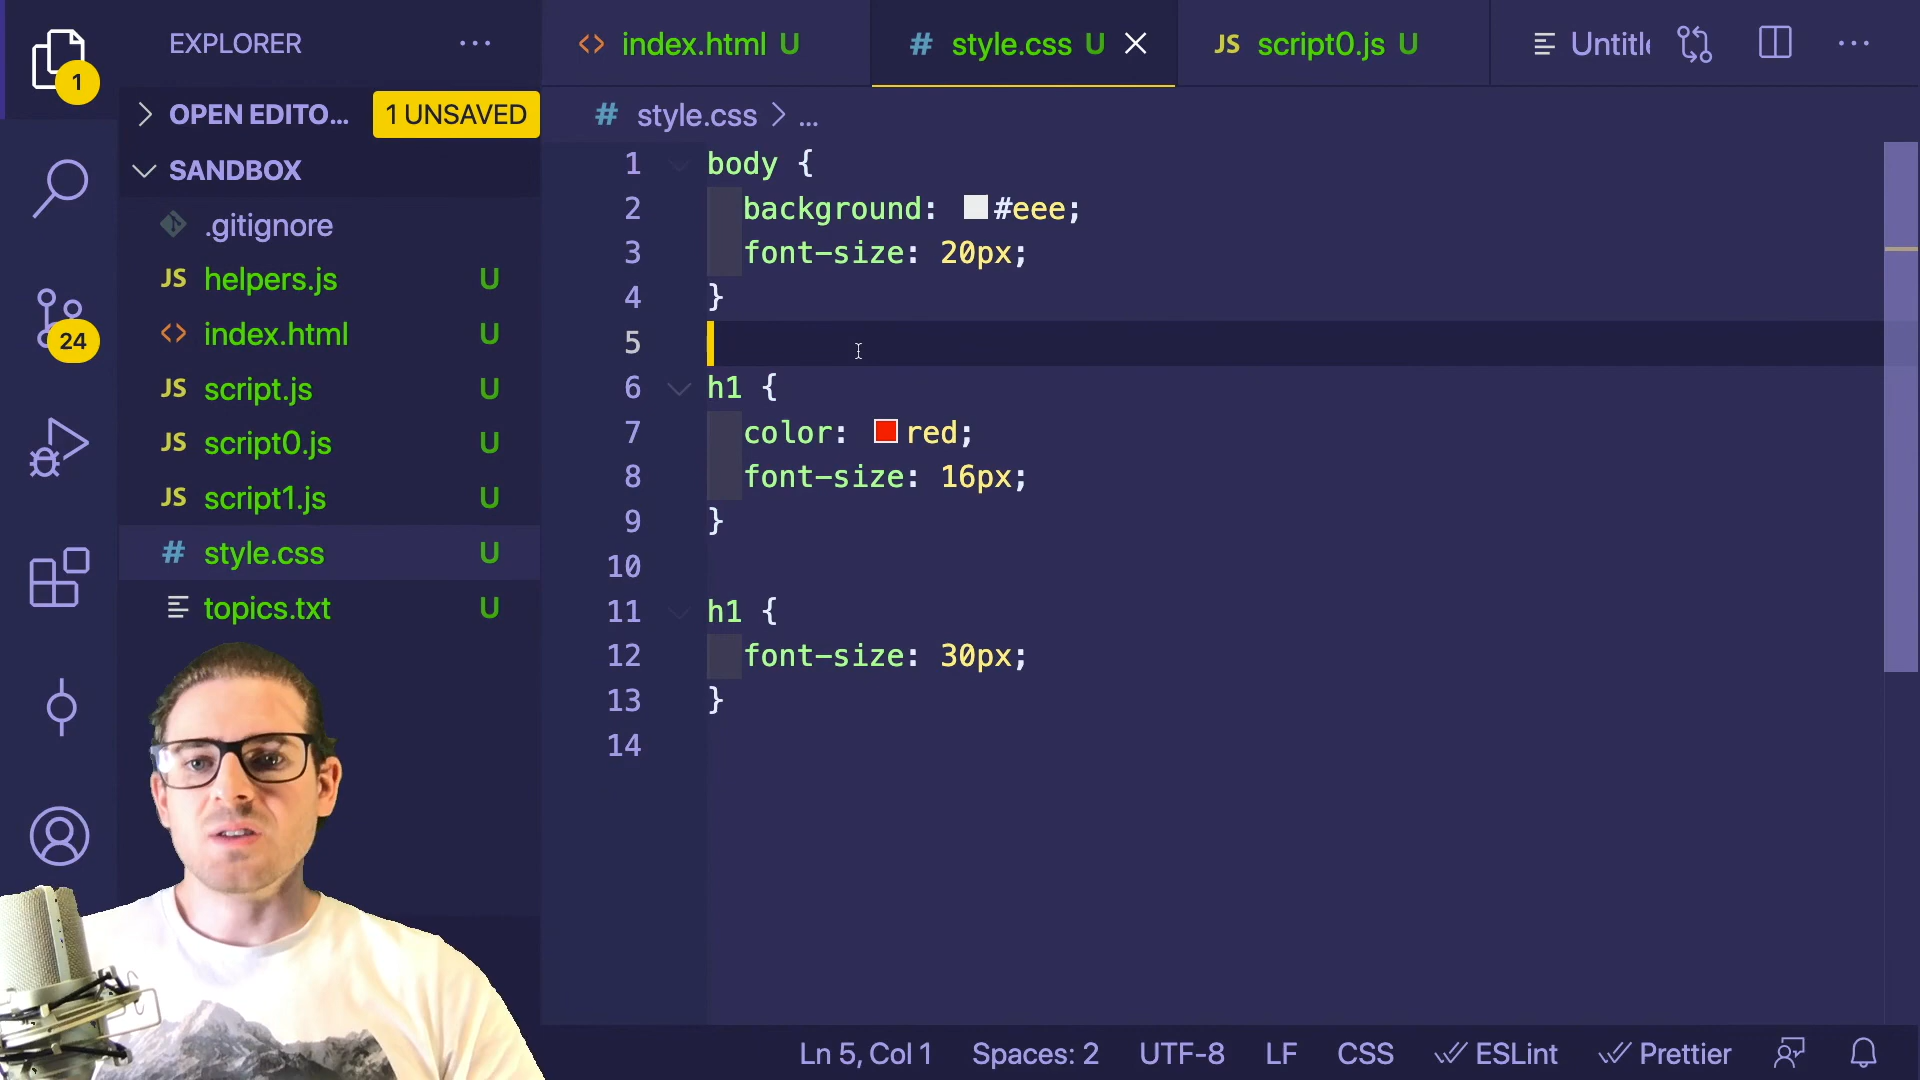 1
EXPLORER
OPEN EDITO...
1 UNSAVED
SANDBOX
.gitignore
JS helpers.js U
<> index.html U
JS script.js U
JS script0.js U
JS script1.js U
# style.css U
topics.txt U
24
<> index.html U
# style.css U
JS script0.js U
Untitl
# style.css > ...
1 body {
2 background: #eee;
3 font-size: 20px;
4 }
5
6 h1 {
7 color: red;
8 font-size: 16px;
9 }
10
11 h1 {
12 font-size: 30px;
13 }
14
Ln 5, Col 1 Spaces: 2 UTF-8 LF CSS ESLint Prettier